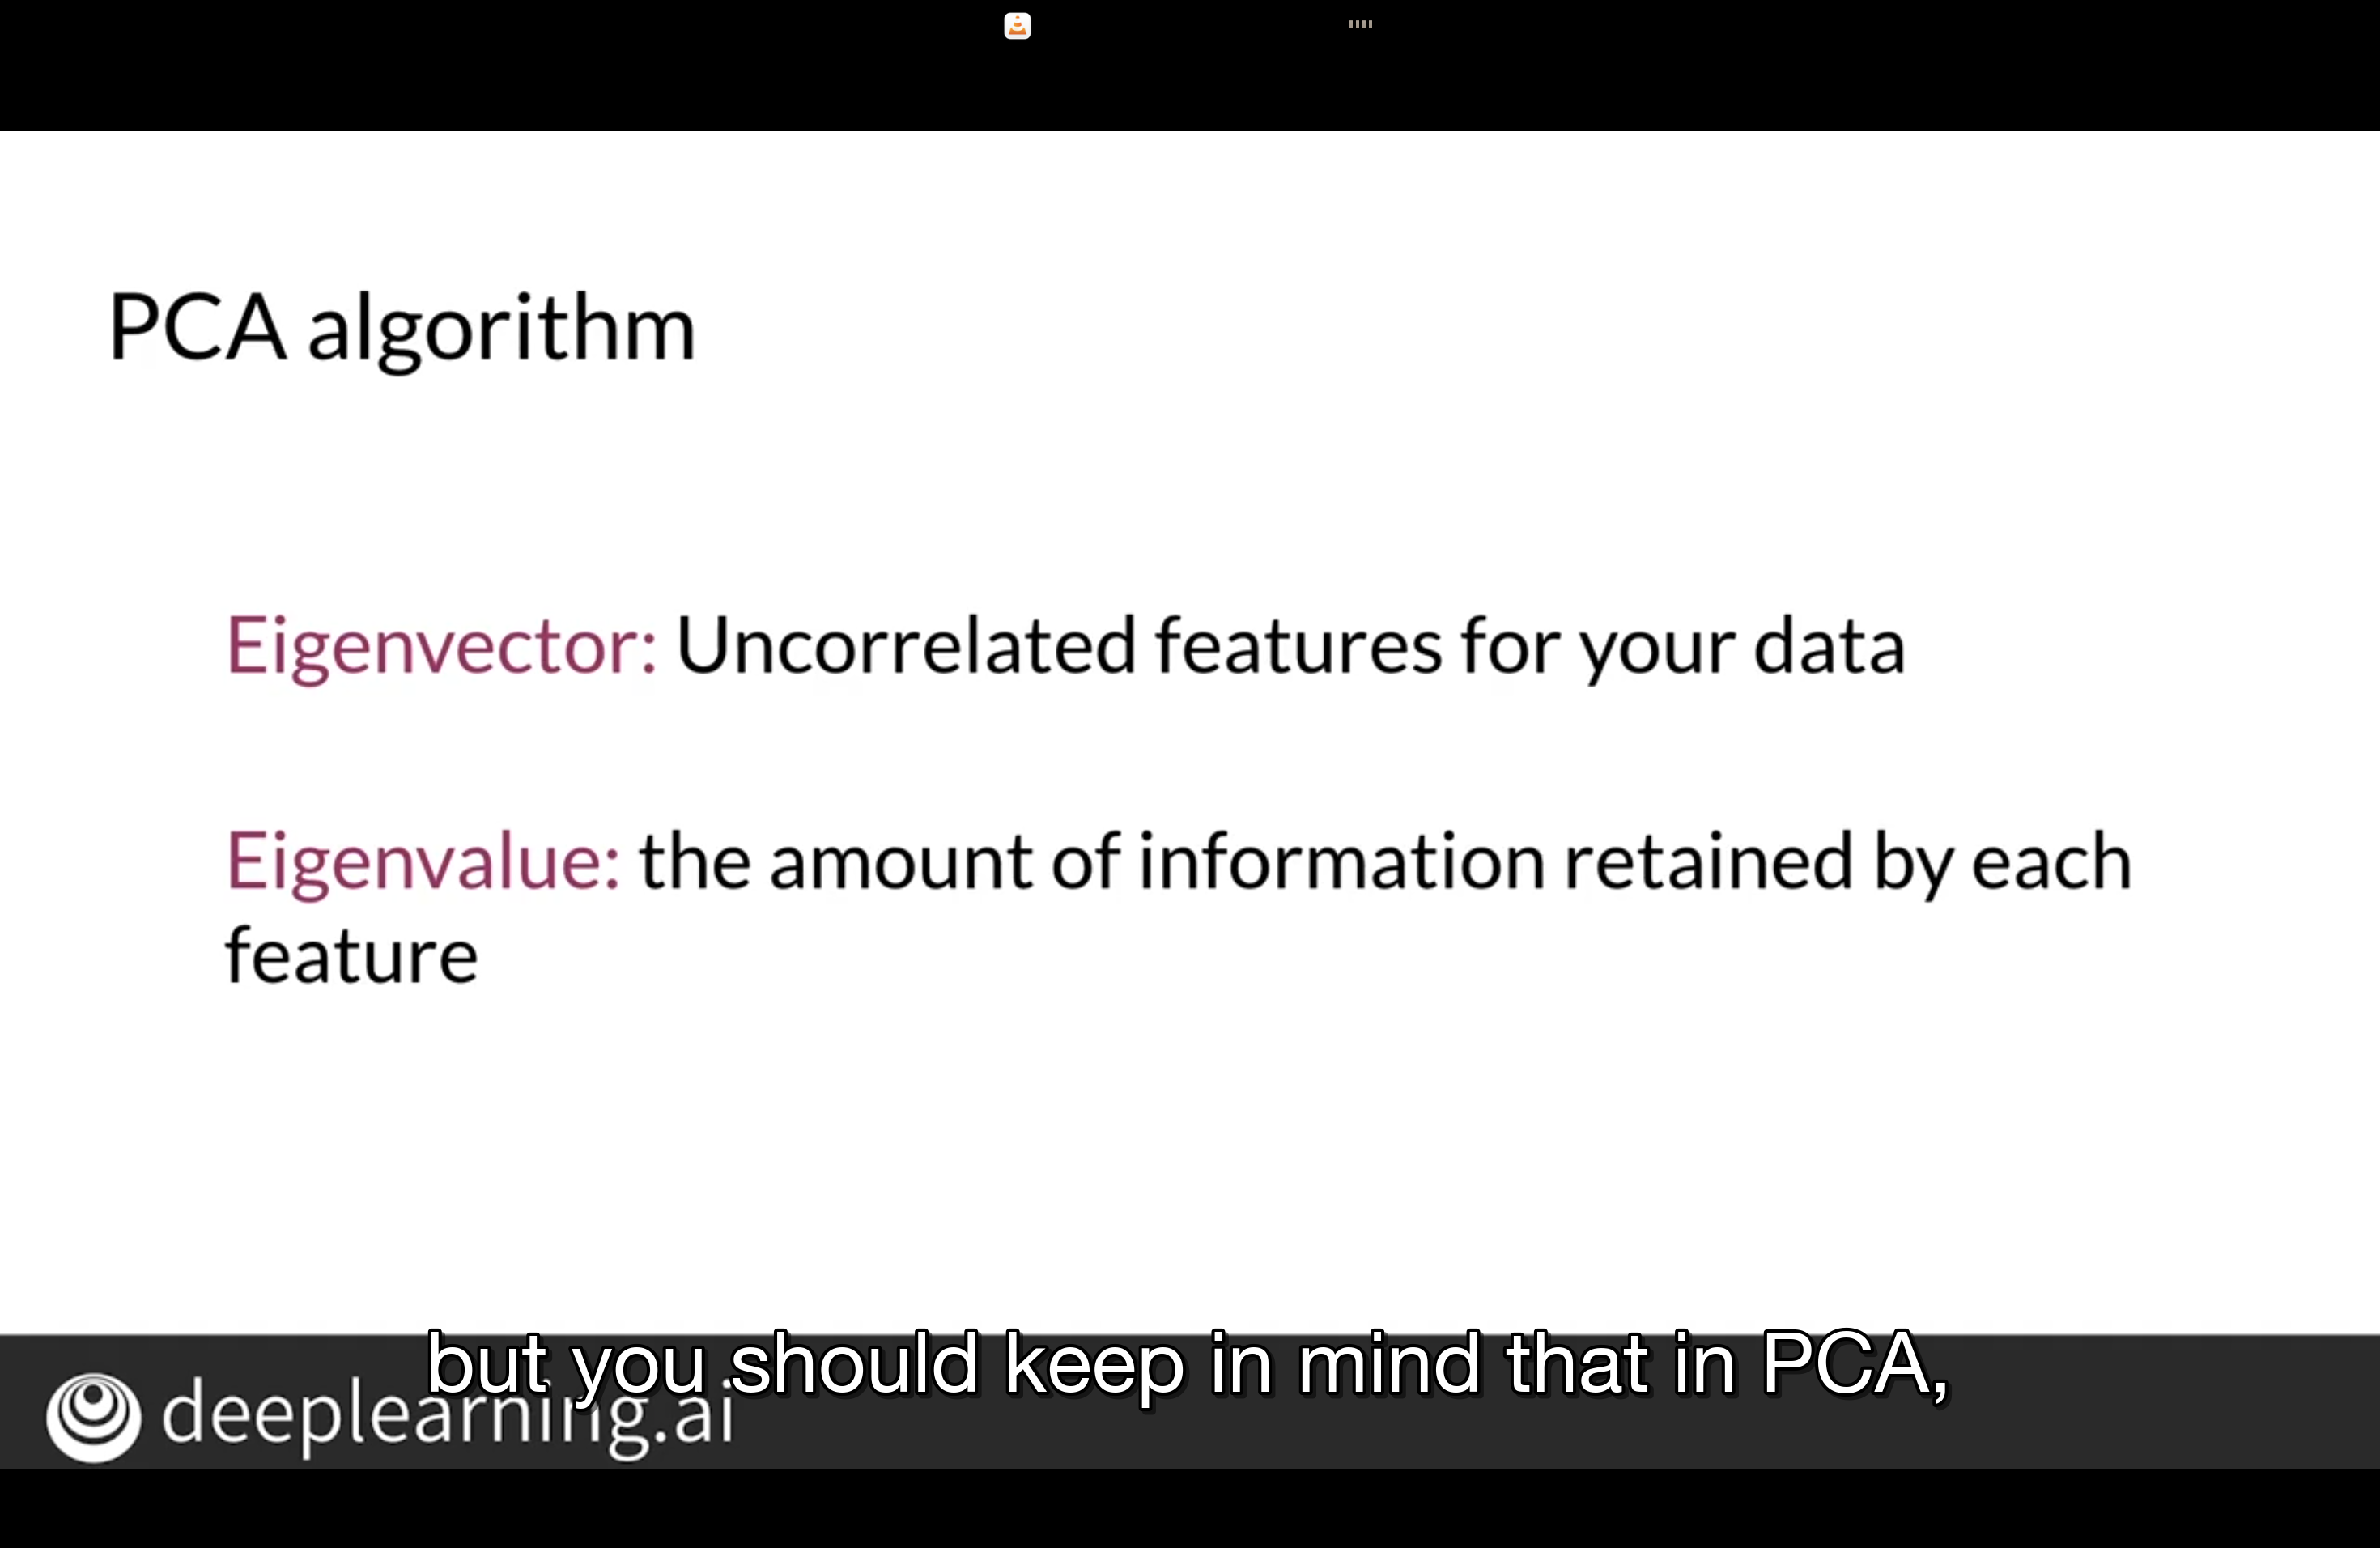 PCA algorithm
Eigenvector: Uncorrelated features for your data
Eigenvalue: the amount of information retained by each
feature
but you should keep in mind that in PCA,
deeplearning.ai